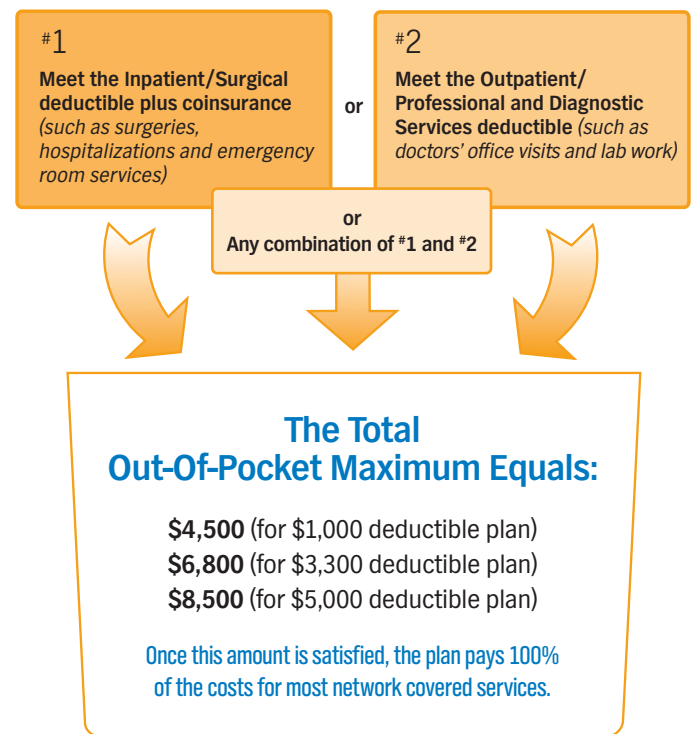 #1
Meet the Inpatient/Surgical
deductible plus coinsurance
(such as surgeries,
hospitalizations and emergency
room services)
or
#2
Meet the Outpatient/
Professional and Diagnostic
Services deductible (such as
doctors' office visits and lab work)
or
Any combination of #1 and #2
The Total
Out-Of-Pocket Maximum Equals:
$4,500 (for $1,000 deductible plan)
$6,800 (for $3,300 deductible plan)
$8,500 (for $5,000 deductible plan)
Once this amount is satisfied, the plan pays 100%
of the costs for most network covered services.